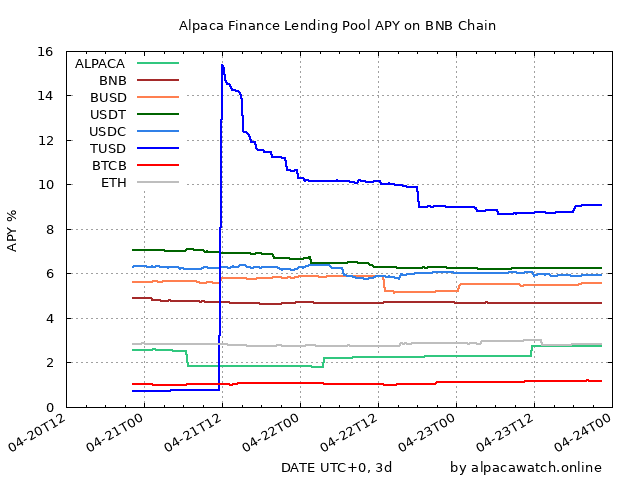 Alpaca Finance Lending Pool APY on BNB Chain
16
14
12
10
8
6
4
2
0
APY %
ALPACA
BNB
BUSD
USDT
USDC
TUSD
BTCB
ETH
04-20T12
04-21T00
04-21T12
04-22T00
04-22T12
04-23T00
04-23T12
04-24T00
DATE UTC+0, 3d
by alpacawatch.online